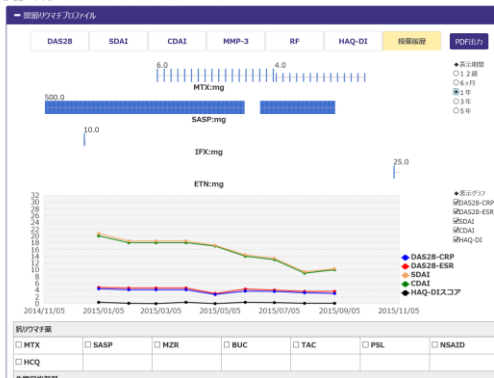 関節リウマチプロファイル
DAS28 SDAI CDAI MMP-3 RF HAQ-DI 投薬履歴 PDF出力
◆表示期間
○12週
○6ヶ月
1年
○3年
○5年
6.0 4.0
MTX:mg
500.0
SASP:mg
10.0
IFX:mg
25.0
ETN:mg
◆表示グラフ
DAS28-CRP
DAS28-ESR
SDAI
CDAI
HAQ-DI
32
30
28
26
24
22
20
18
16
14
12
10
8
6
4
2
0
DAS28-CRP
DAS28-ESR
SDAI
CDAI
HAQ-DIスコア
2014/11/05 2015/01/05 2015/03/05 2015/05/05 2015/07/05 2015/09/05 2015/11/05
抗リウマチ薬
□MTX □SASP □MZR □BUC □TAC □PSL □NSAID
□HCQ